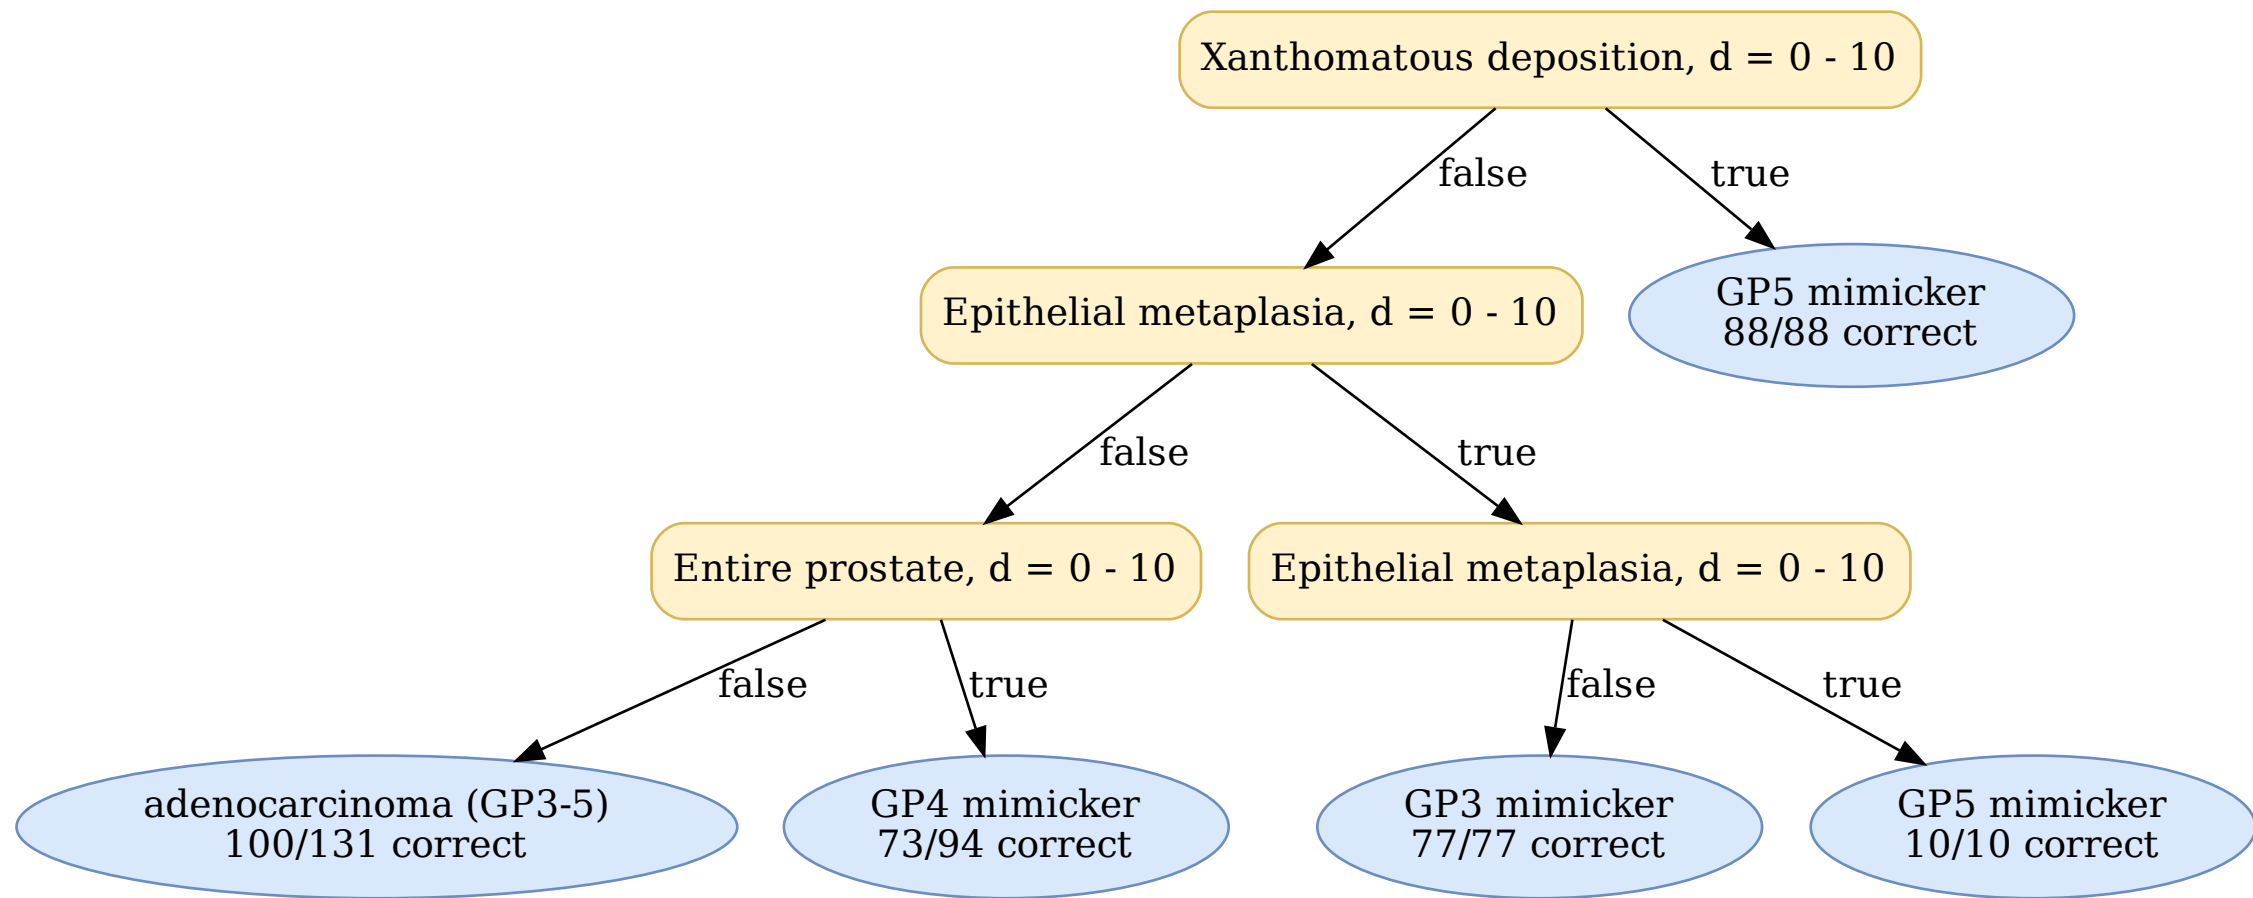 Xanthomatous deposition, d = 0 - 10
false
true
Epithelial metaplasia, d = 0 - 10
GP5 mimicker
88/88 correct
false
true
Entire prostate, d = 0 - 10
Epithelial metaplasia, d = 0 - 10
false
true
false
true
adenocarcinoma (GP3-5)
100/131 correct
GP4 mimicker
73/94 correct
GP3 mimicker
77/77 correct
GP5 mimicker
10/10 correct